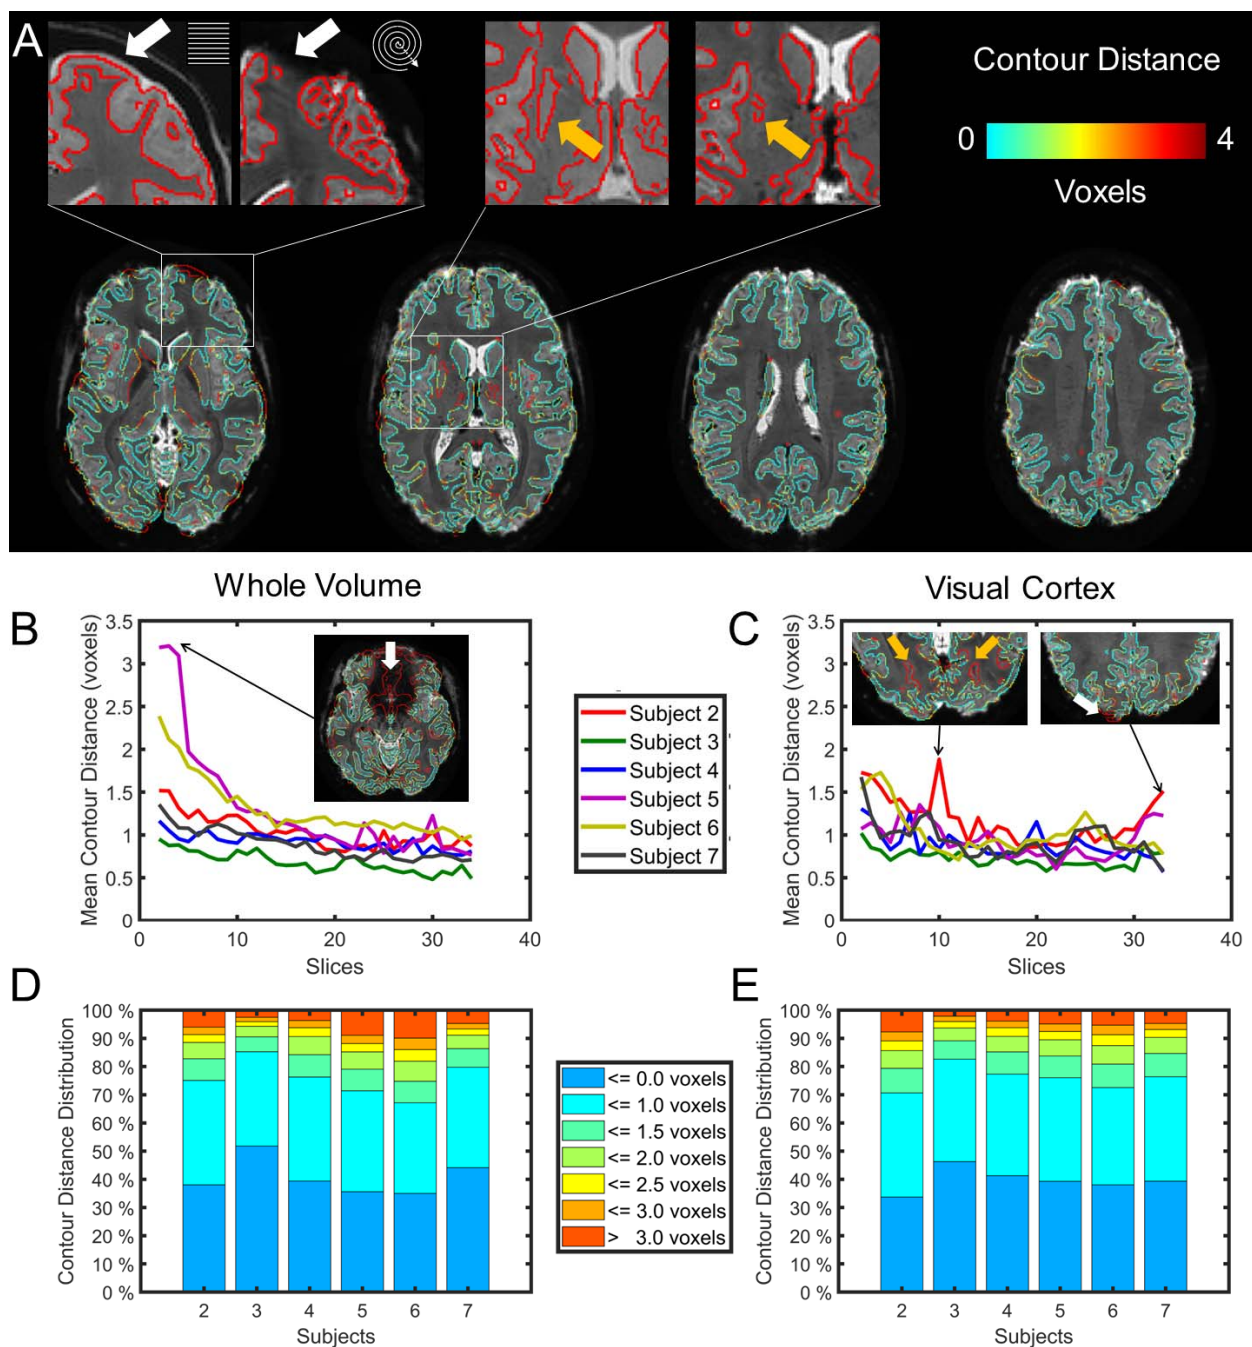 A
Contour Distance
0
4
Voxels
Whole Volume
Visual Cortex
B
Mean Contour Distance (voxels)
3.5
3
2.5
2
1.5
1
0.5
0
0
10
20
30
40
Slices
Subject 2
Subject 3
Subject 4
Subject 5
Subject 6
Subject 7
C
Mean Contour Distance (voxels)
3.5
3
2.5
2
1.5
1
0.5
0
0
10
20
30
40
Slices
D
Contour Distance Distribution
100 %
90 %
80 %
70 %
60 %
50 %
40 %
30 %
20 %
10 %
0 %
2
3
4
5
6
7
Subjects
<= 0.0 voxels
<= 1.0 voxels
<= 1.5 voxels
<= 2.0 voxels
<= 2.5 voxels
<= 3.0 voxels
> 3.0 voxels
E
Contour Distance Distribution
100 %
90 %
80 %
70 %
60 %
50 %
40 %
30 %
20 %
10 %
0 %
2
3
4
5
6
7
Subjects